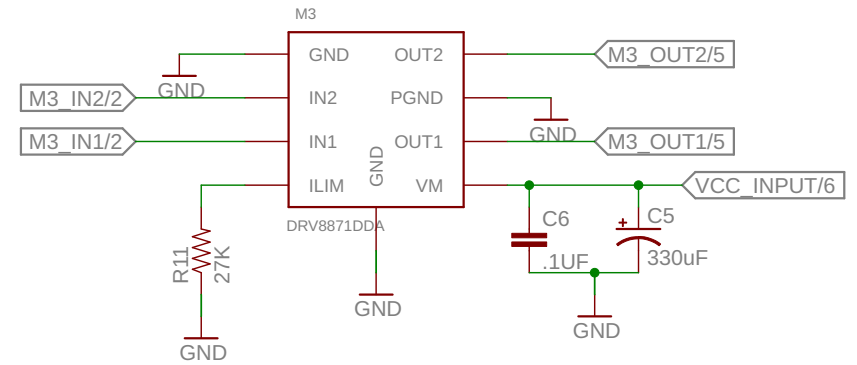 M3
GND OUT2 M3_OUT2/5
GND
M3_IN2/2 IN2 PGND
GND
M3_IN1/2 IN1 OUT1 M3_OUT1/5
GND
ILIM VM VCC_INPUT/6
DRV8871DDA
C6 C5
R11 27K
.1UF 330uF
GND
GND
GND